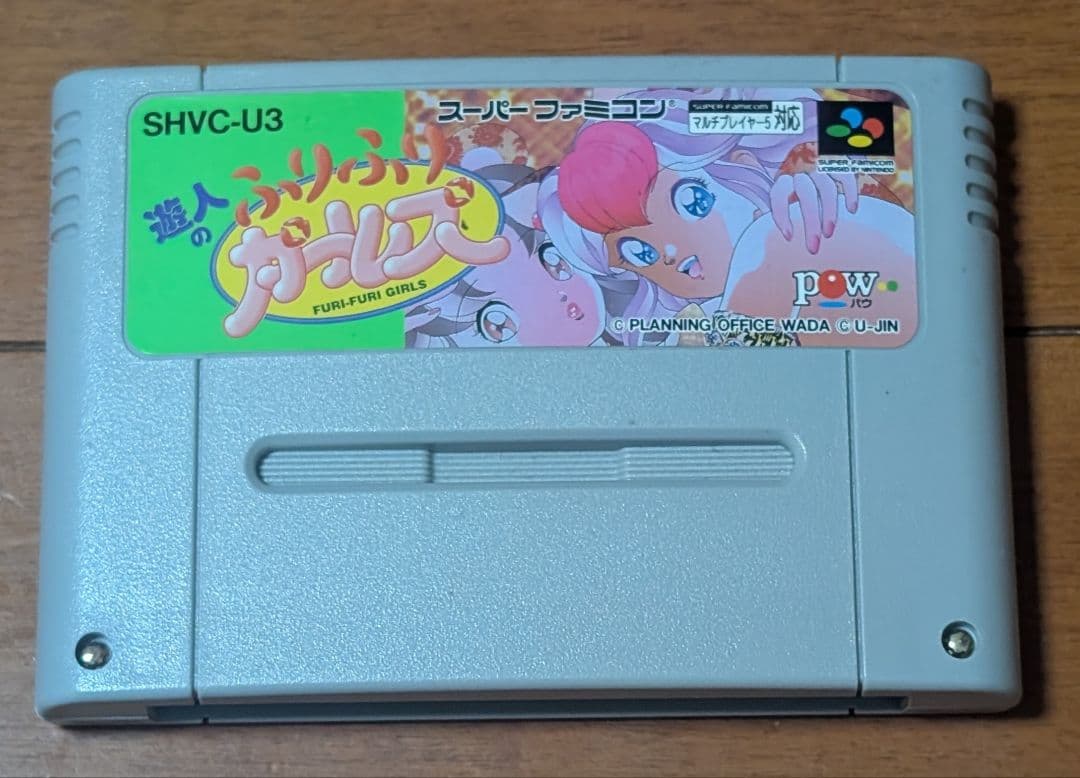 SHVC-U3
スーパーファミコン®
SUPER FAMICOM
マルチプレイヤー5対応
SUPER FAMICOM
LICENSED BY NINTENDO
遊人の
ふりふり
ガールズ
FURI-FURI GIRLS
pow
パウ
© PLANNING OFFICE WADA © U-JIN